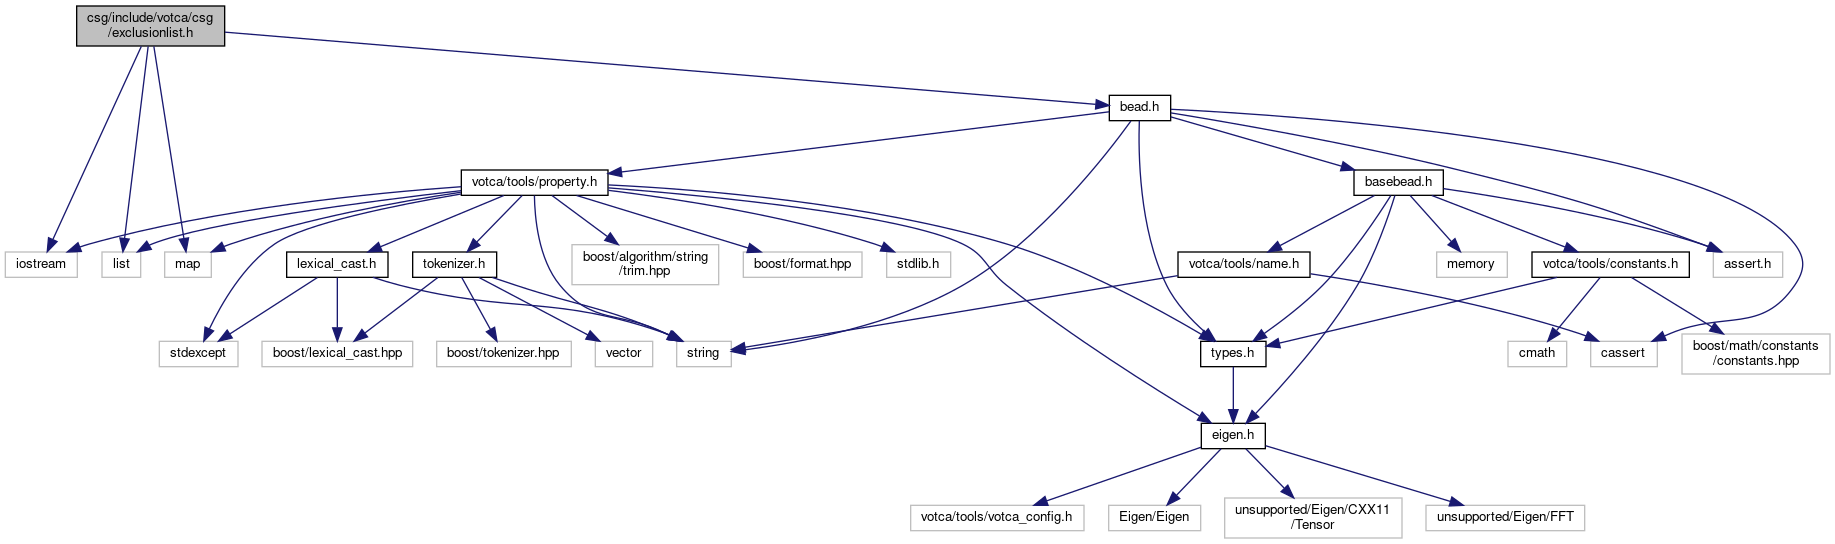 csg/include/votca/csg
/exclusionlist.h
bead.h
votca/tools/property.h
basebead.h
iostream
list
map
lexical_cast.h
tokenizer.h
boost/algorithm/string
/trim.hpp
boost/format.hpp
stdlib.h
votca/tools/name.h
memory
votca/tools/constants.h
assert.h
stdexcept
boost/lexical_cast.hpp
boost/tokenizer.hpp
vector
string
types.h
cmath
cassert
boost/math/constants
/constants.hpp
eigen.h
votca/tools/votca_config.h
Eigen/Eigen
unsupported/Eigen/CXX11
/Tensor
unsupported/Eigen/FFT